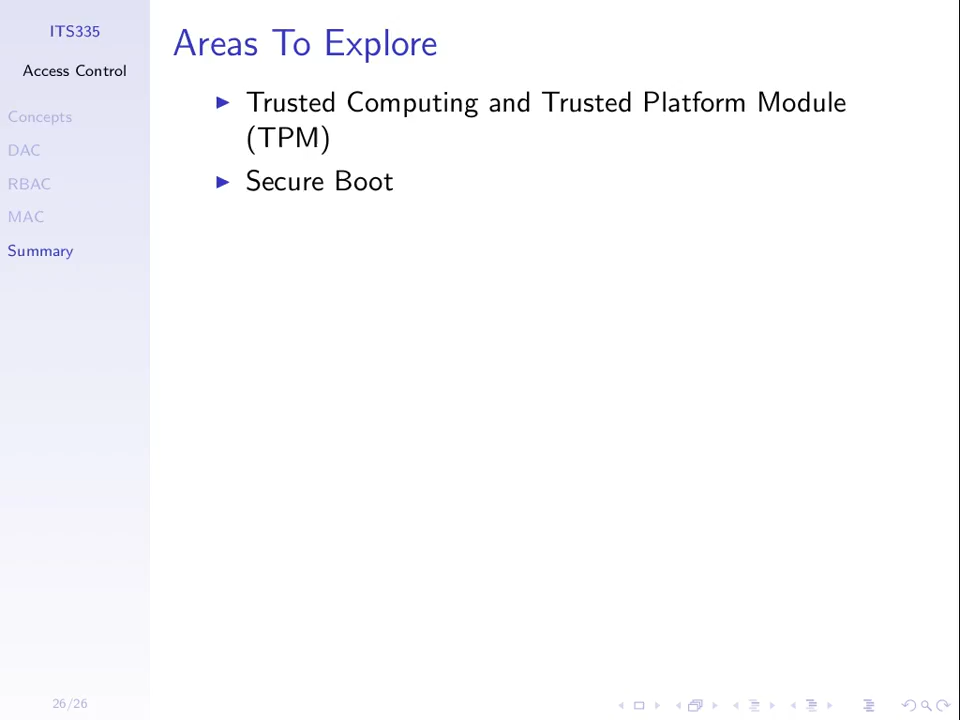 ITS335
Access Control
Concepts
DAC
RBAC
MAC
Summary
26/26
Areas To Explore
Trusted Computing and Trusted Platform Module
(TPM)
Secure Boot